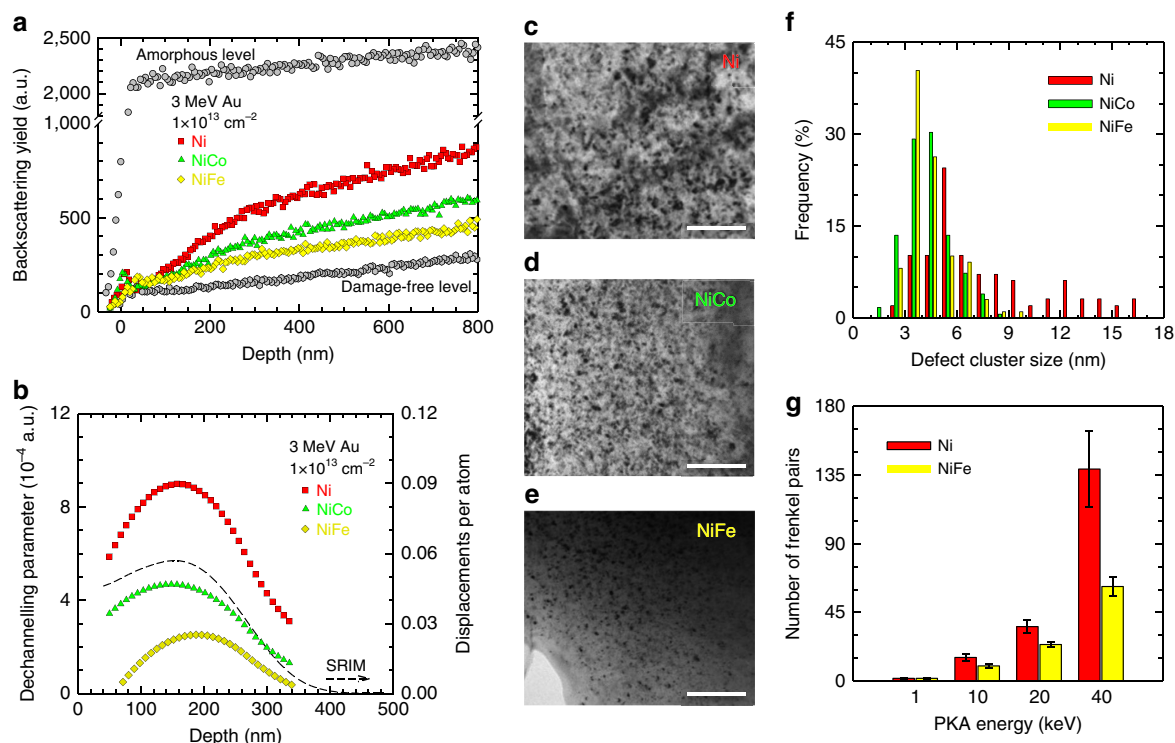 a
2,500
2,000
1,000
500
0
Backscattering yield (a.u.)
Amorphous level
3 MeV Au
1×10¹³ cm⁻²
Ni
NiCo
NiFe
Damage-free level
0
200
400
600
800
Depth (nm)
b
12
8
4
0
Dechannelling parameter (10⁻⁴ a.u.)
3 MeV Au
1×10¹³ cm⁻²
Ni
NiCo
NiFe
SRIM
0.12
0.09
0.06
0.03
0.00
Displacements per atom
0
100
200
300
400
500
Depth (nm)
c
Ni
d
NiCo
e
NiFe
f
45
30
15
0
Frequency (%)
Ni
NiCo
NiFe
0
3
6
9
12
15
18
Defect cluster size (nm)
g
180
135
90
45
0
Number of frenkel pairs
Ni
NiFe
1
10
20
40
PKA energy (keV)